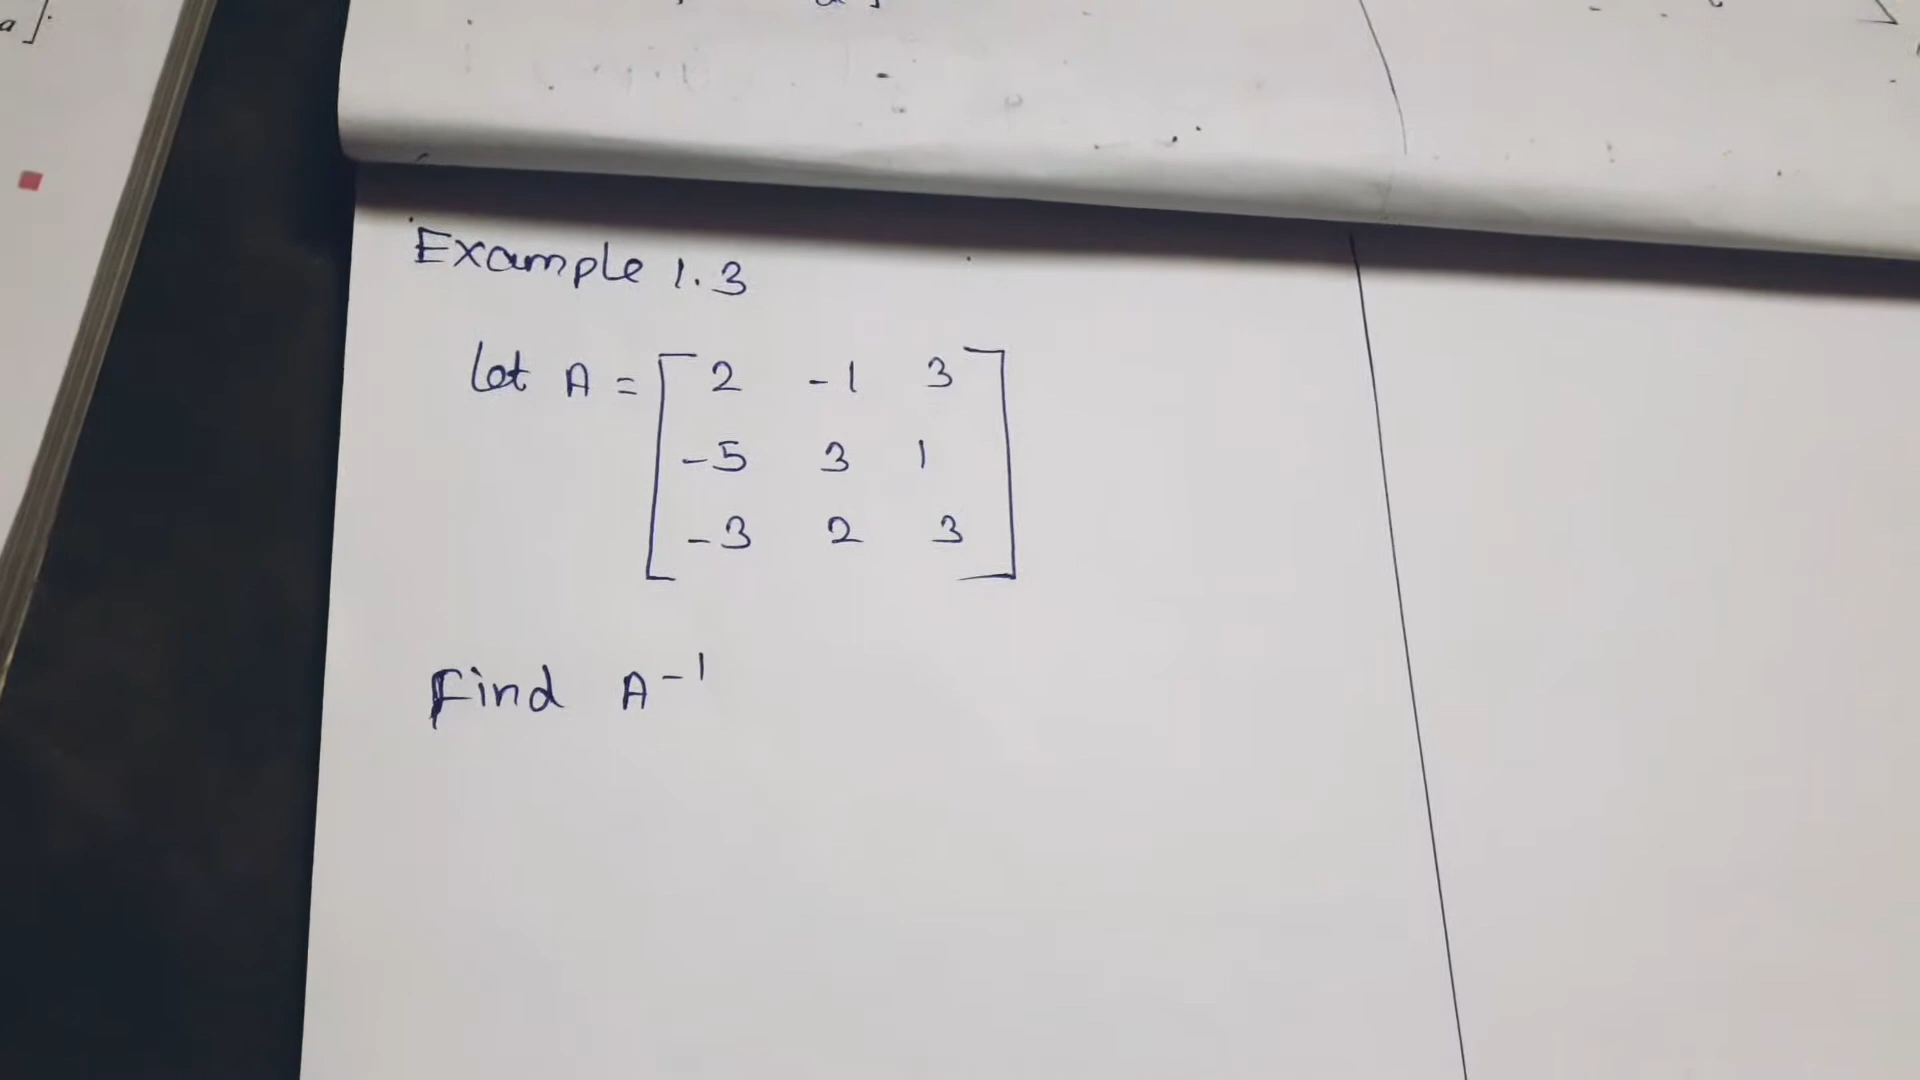 a].
Example 1.3
Let A = [ 2 -1 3
-5 3 1
-3 2 3 ]
Find A⁻¹